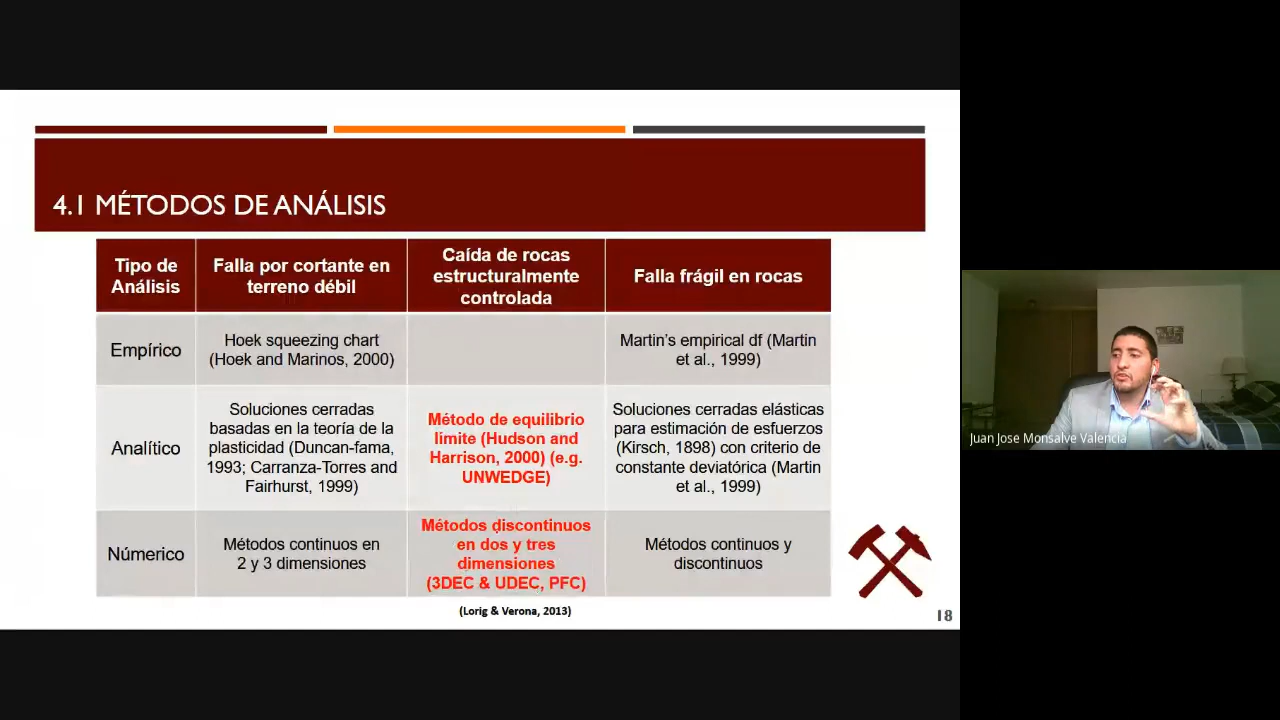 4.1 MÉTODOS DE ANÁLISIS
Tipo de
Análisis
Falla por cortante en
terreno débil
Caída de rocas
estructuralmente
controlada
Falla frágil en rocas
Empírico
Hoek squeezing chart
(Hoek and Marinos, 2000)
Martin's empirical df (Martin
et al., 1999)
Analítico
Soluciones cerradas
basadas en la teoría de la
plasticidad (Duncan-fama,
1993; Carranza-Torres and
Fairhurst, 1999)
Método de equilibrio
límite (Hudson and
Harrison, 2000) (e.g.
UNWEDGE)
Soluciones cerradas elásticas
para estimación de esfuerzos
(Kirsch, 1898) con criterio de
constante deviatórica (Martin
et al., 1999)
Númerico
Métodos continuos en
2 y 3 dimensiones
Métodos discontinuos
en dos y tres
dimensiones
(3DEC & UDEC, PFC)
Métodos continuos y
discontinuos
(Lorig & Verona, 2013)
18
Juan Jose Monsalve Valencia